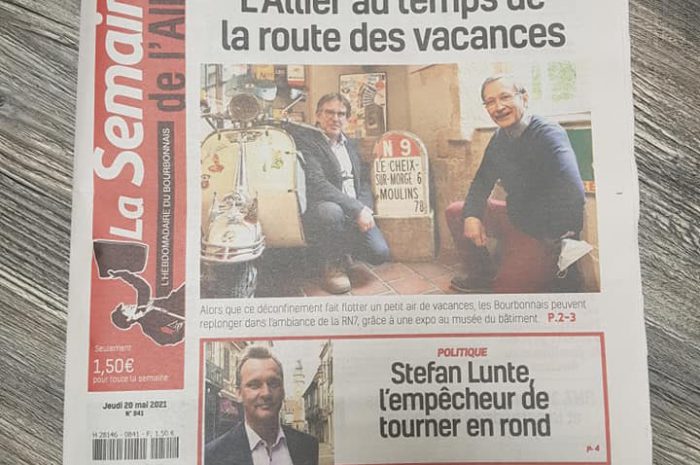 L'Allier au temps de
la route des vacances
La Semaine
de l'Al
L'HEBDOMADAIRE DU BOURBONNAIS
N 9
LE CHEIX-
SUR-MORGE 6
MOULINS
78
Alors que ce déconfinement fait flotter un petit air de vacances, les Bourbonnais peuvent
replonger dans l'ambiance de la RN7, grâce à une expo au musée du bâtiment. P.2-3
Seulement
1,50€
pour toute la semaine
Jeudi 20 mai 2021
N° 841
H 28146 - 0841 - F: 1,50 €
POLITIQUE
Stefan Lunte,
l'empêcheur de
tourner en rond
P. 4